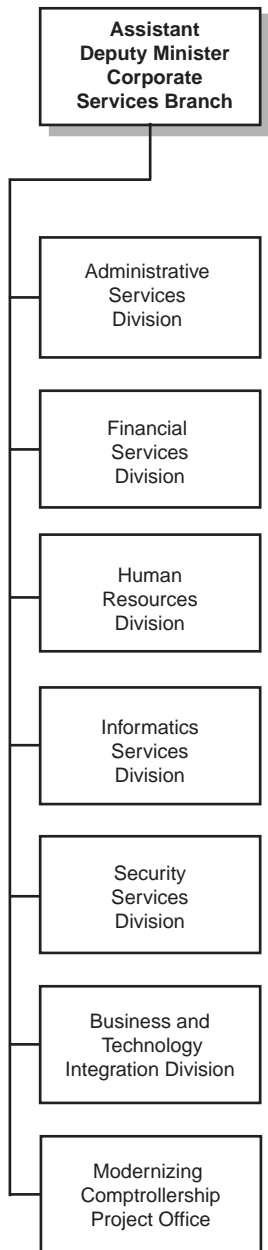 Assistant
Deputy Minister
Corporate
Services Branch
Administrative
Services
Division
Financial
Services
Division
Human
Resources
Division
Informatics
Services
Division
Security
Services
Division
Business and
Technology
Integration Division
Modernizing
Comptrollership
Project Office